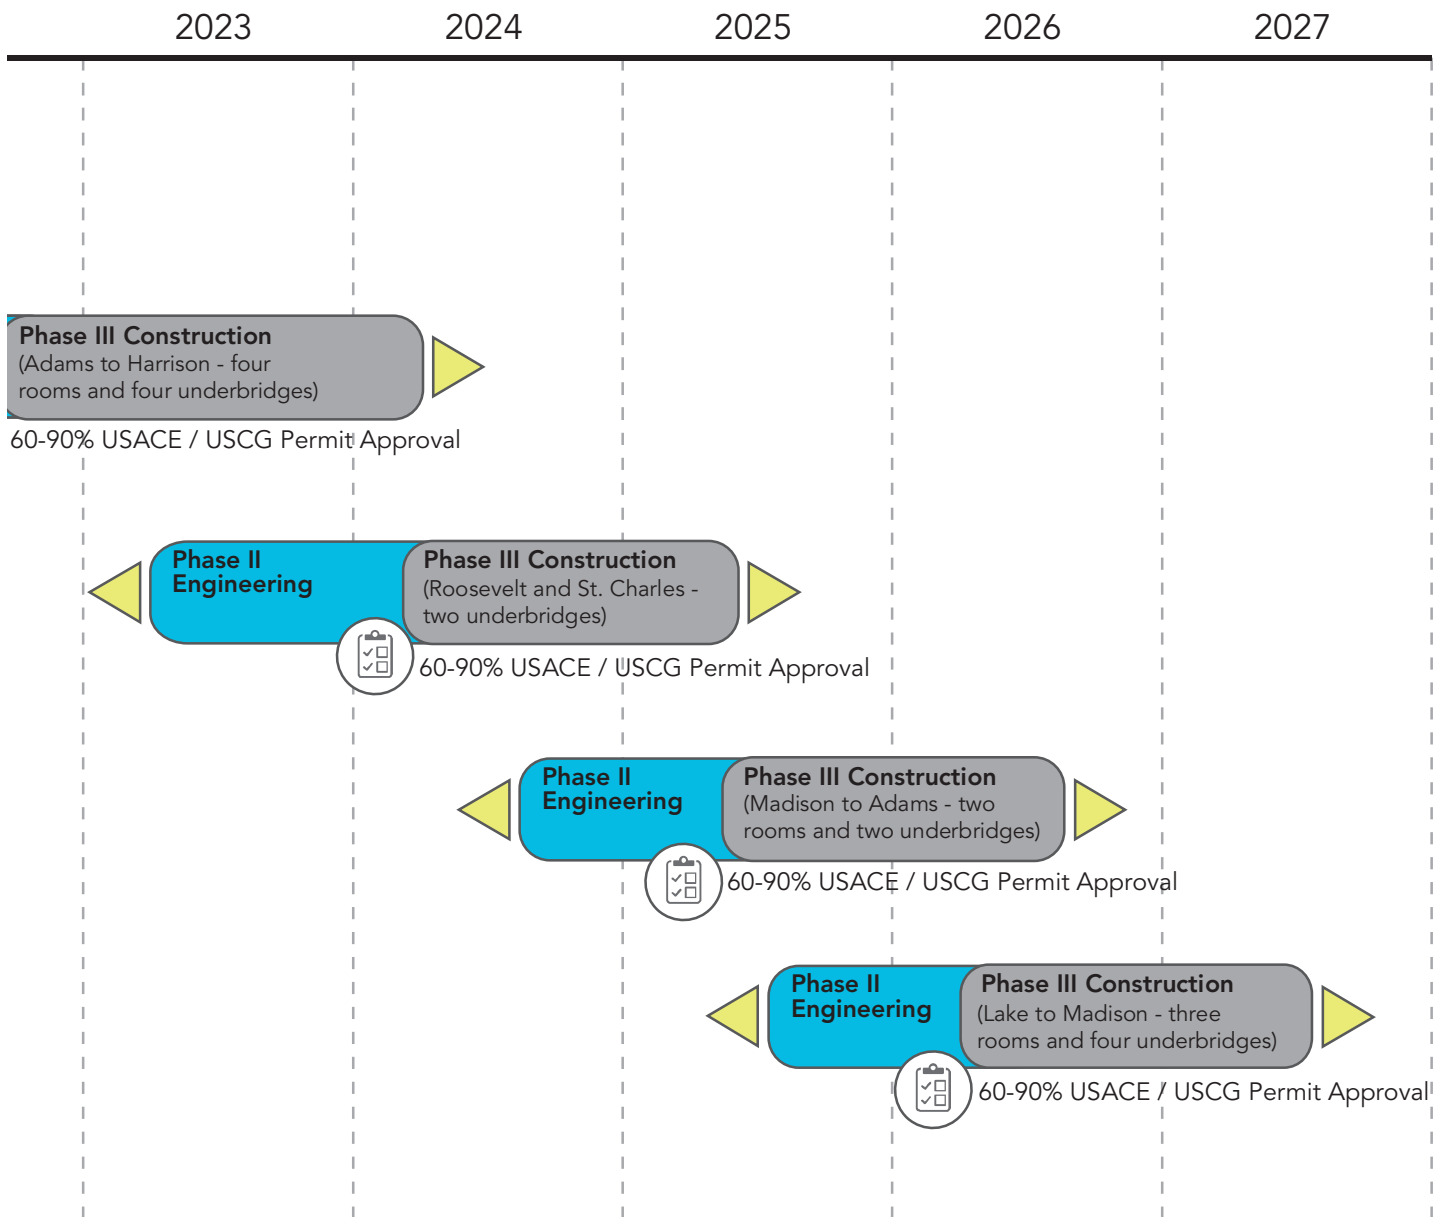 2023 2024 2025 2026 2027
Phase III Construction
(Adams to Harrison - four
rooms and four underbridges)
60-90% USACE / USCG Permit Approval
Phase II
Engineering
Phase III Construction
(Roosevelt and St. Charles -
two underbridges)
60-90% USACE / USCG Permit Approval
Phase II
Engineering
Phase III Construction
(Madison to Adams - two
rooms and two underbridges)
60-90% USACE / USCG Permit Approval
Phase II
Engineering
Phase III Construction
(Lake to Madison - three
rooms and four underbridges)
60-90% USACE / USCG Permit Approval